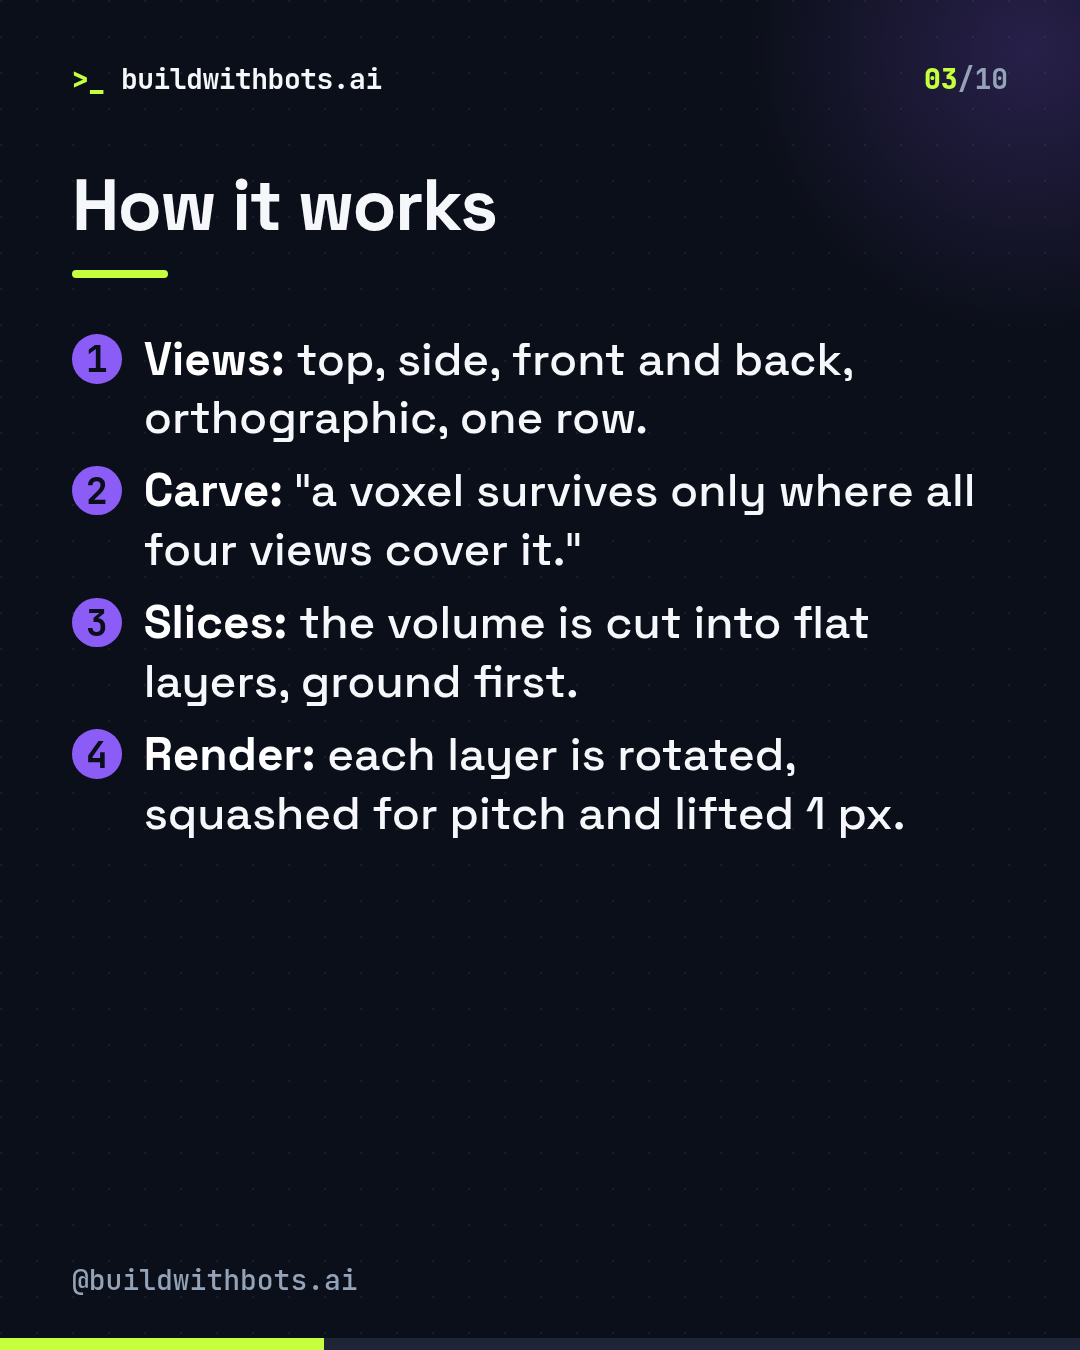 >_ buildwithbots.ai
03/10
How it works
1 Views: top, side, front and back,
orthographic, one row.
2 Carve: "a voxel survives only where all
four views cover it."
3 Slices: the volume is cut into flat
layers, ground first.
4 Render: each layer is rotated,
squashed for pitch and lifted 1 px.
@buildwithbots.ai